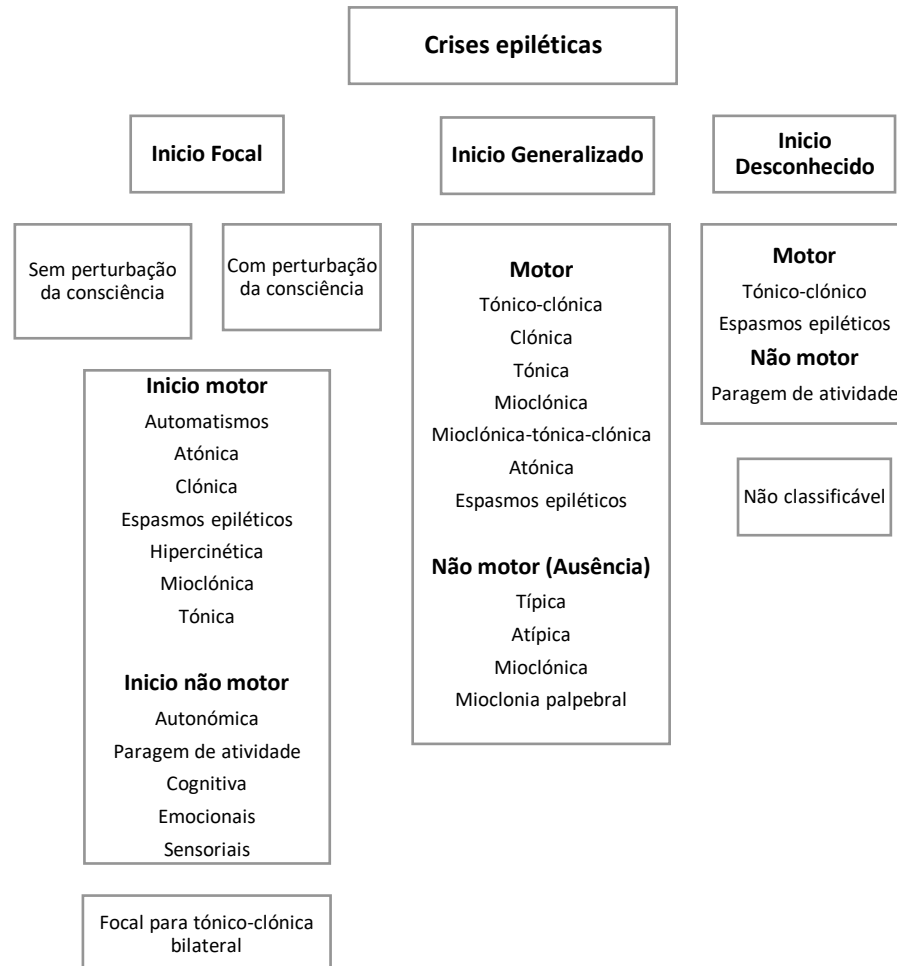 Crises epiléticas
Inicio Focal
Sem perturbação
da consciência
Com perturbação
da consciência
Inicio motor
Automatismos
Atónica
Clónica
Espasmos epiléticos
Hipercinética
Mioclónica
Tónica
Inicio não motor
Autonómica
Paragem de atividade
Cognitiva
Emocionais
Sensoriais
Focal para tónico-clónica
bilateral
Inicio Generalizado
Motor
Tónico-clónica
Clónica
Tónica
Mioclónica
Mioclónica-tónica-clónica
Atónica
Espasmos epiléticos
Não motor (Ausência)
Típica
Atípica
Mioclónica
Mioclonia palpebral
Inicio
Desconhecido
Motor
Tónico-clónico
Espasmos epiléticos
Não motor
Paragem de atividade
Não classificável